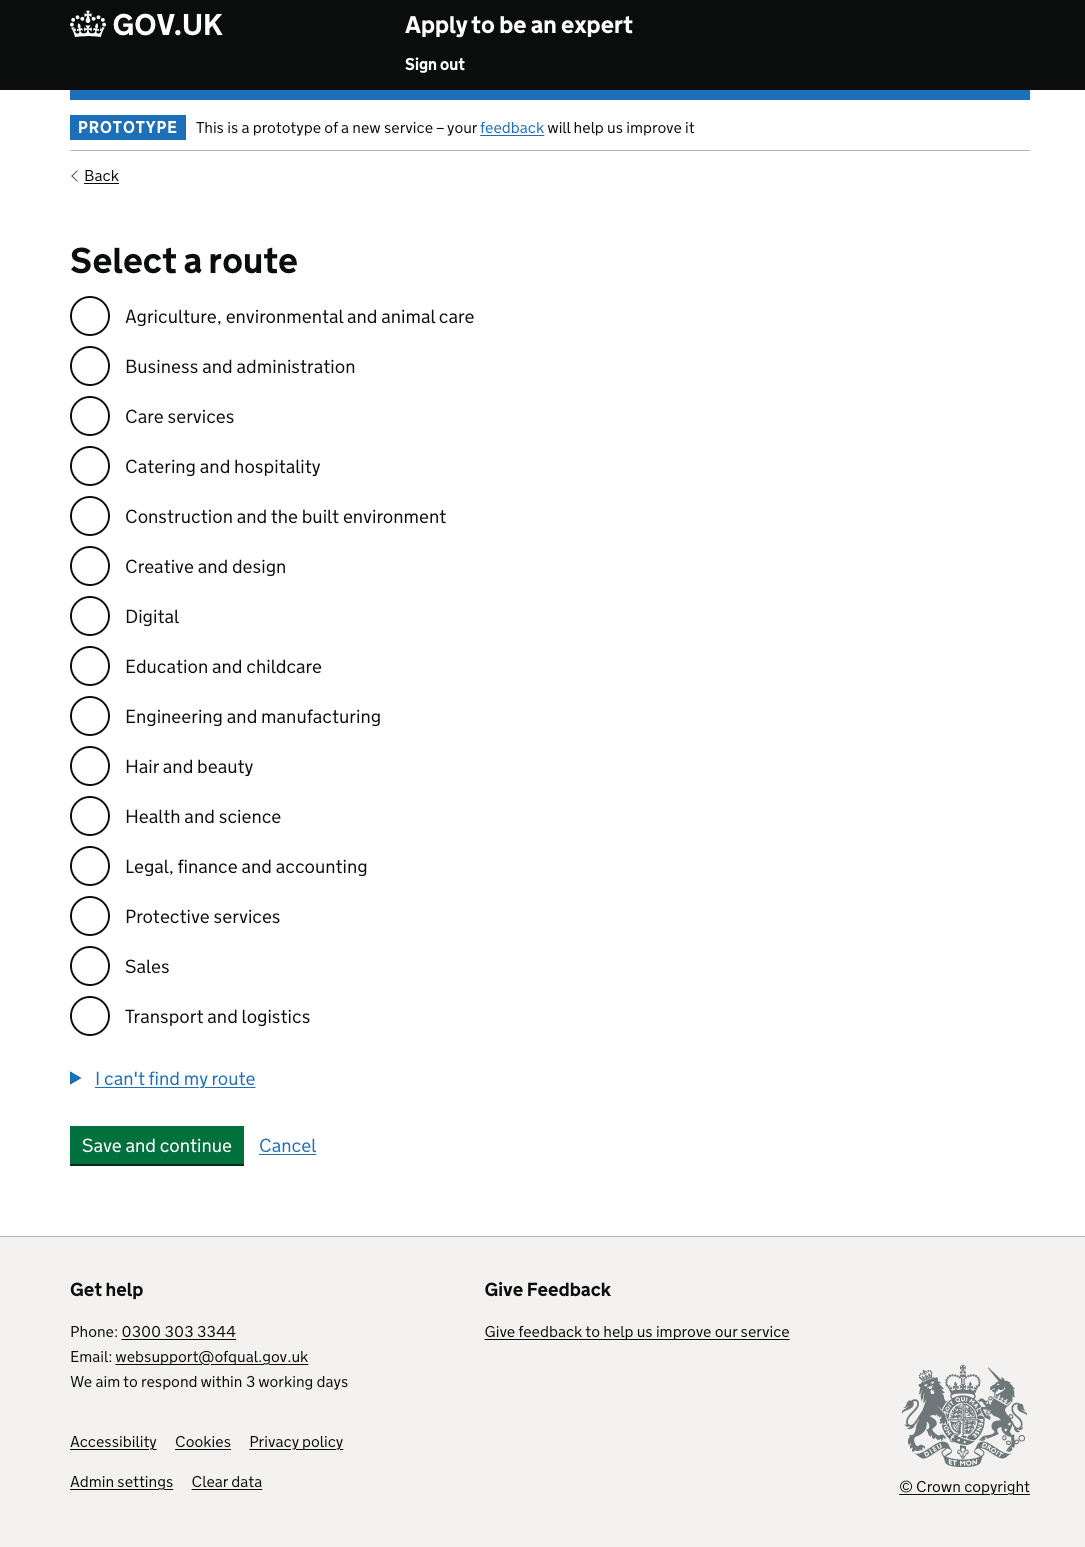 GOV.UK
Apply to be an expert
Sign out
PROTOTYPE This is a prototype of a new service – your feedback will help us improve it
Back
Select a route
Agriculture, environmental and animal care
Business and administration
Care services
Catering and hospitality
Construction and the built environment
Creative and design
Digital
Education and childcare
Engineering and manufacturing
Hair and beauty
Health and science
Legal, finance and accounting
Protective services
Sales
Transport and logistics
I can't find my route
Save and continue Cancel
Get help
Phone: 0300 303 3344
Email: websupport@ofqual.gov.uk
We aim to respond within 3 working days
Give Feedback
Give feedback to help us improve our service
Accessibility Cookies Privacy policy
Admin settings Clear data
DIEU ET MON DROIT
© Crown copyright